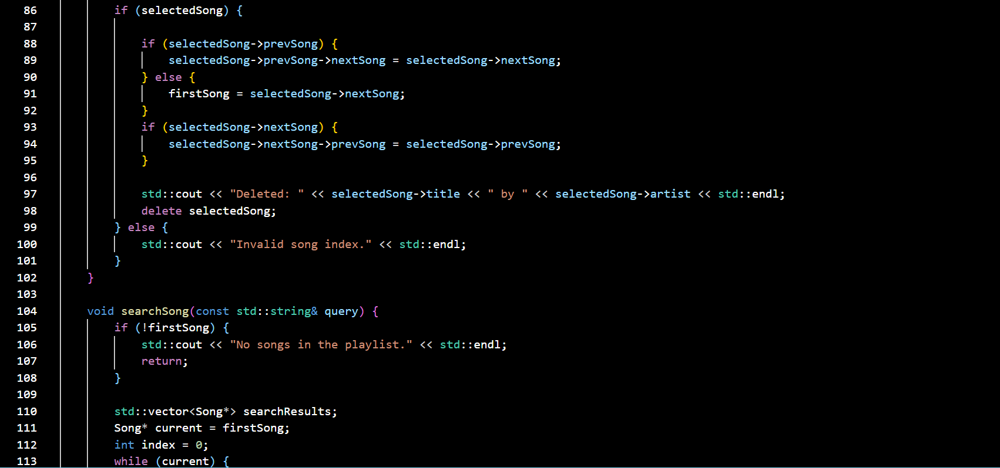 86 if (selectedSong) {
87
88 if (selectedSong->prevSong) {
89 selectedSong->prevSong->nextSong = selectedSong->nextSong;
90 } else {
91 firstSong = selectedSong->nextSong;
92 }
93 if (selectedSong->nextSong) {
94 selectedSong->nextSong->prevSong = selectedSong->prevSong;
95 }
96
97 std::cout << "Deleted: " << selectedSong->title << " by " << selectedSong->artist << std::endl;
98 delete selectedSong;
99 } else {
100 std::cout << "Invalid song index." << std::endl;
101 }
102 }
103
104 void searchSong(const std::string& query) {
105 if (!firstSong) {
106 std::cout << "No songs in the playlist." << std::endl;
107 return;
108 }
109
110 std::vector<Song*> searchResults;
111 Song* current = firstSong;
112 int index = 0;
113 while (current) {